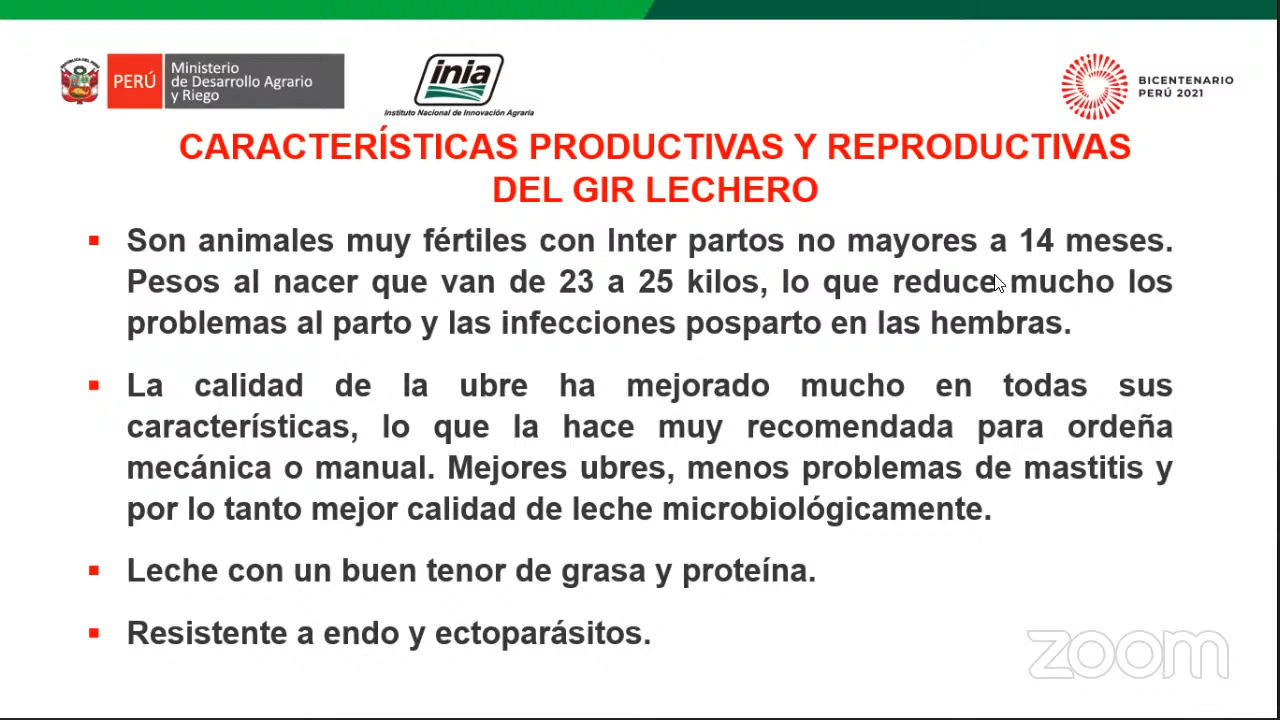 PERÚ
Ministerio
de Desarrollo Agrario
y Riego
inia
Instituto Nacional de Innovación Agraria
BICENTENARIO
PERÚ 2021
CARACTERÍSTICAS PRODUCTIVAS Y REPRODUCTIVAS
DEL GIR LECHERO
Son animales muy fértiles con Inter partos no mayores a 14 meses.
Pesos al nacer que van de 23 a 25 kilos, lo que reduce mucho los
problemas al parto y las infecciones posparto en las hembras.
La calidad de la ubre ha mejorado mucho en todas sus
características, lo que la hace muy recomendada para ordeña
mecánica o manual. Mejores ubres, menos problemas de mastitis y
por lo tanto mejor calidad de leche microbiológicamente.
Leche con un buen tenor de grasa y proteína.
Resistente a endo y ectoparásitos.
zoom